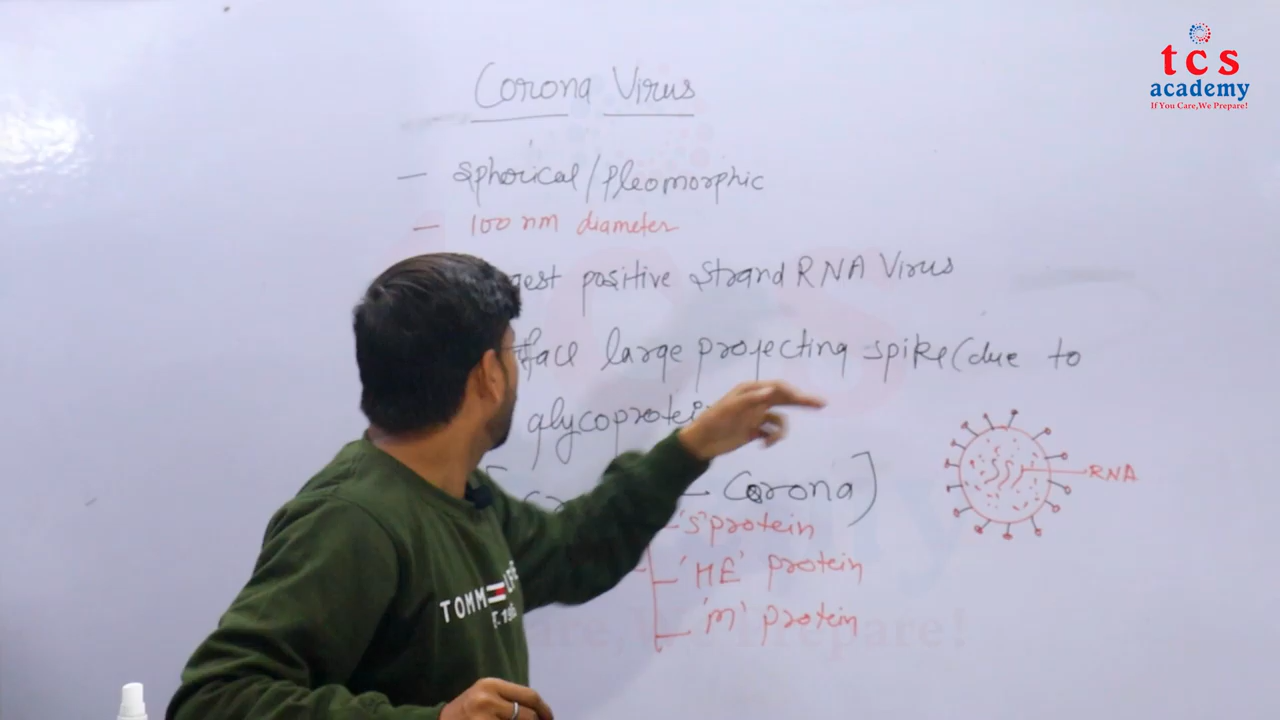 tcs
academy
If You Care,We Prepare!
Corona Virus
– Spherical/Pleomorphic
– 100 nm diameter
gest positive strand RNA Virus
face large projecting spike(due to
glycoprotei
– Corona)
RNA
'S' protein
'HE' protein
'm' protein
TOMM